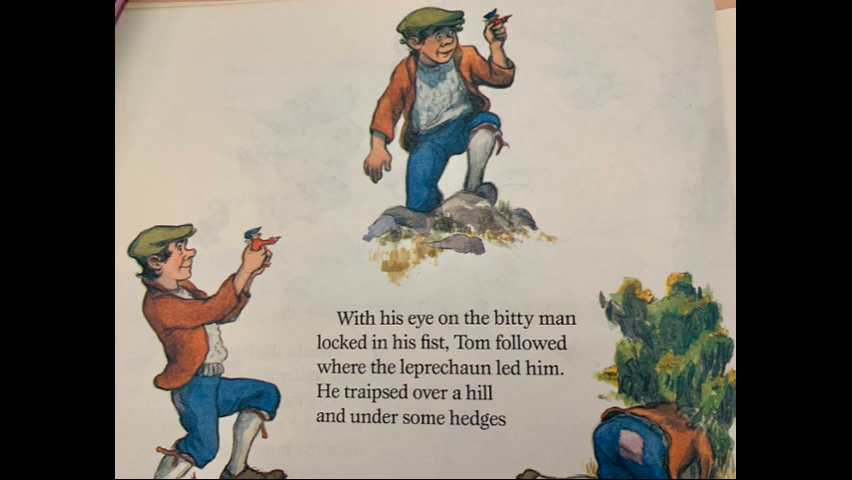 With his eye on the bitty man
locked in his fist, Tom followed
where the leprechaun led him.
He traipsed over a hill
and under some hedges